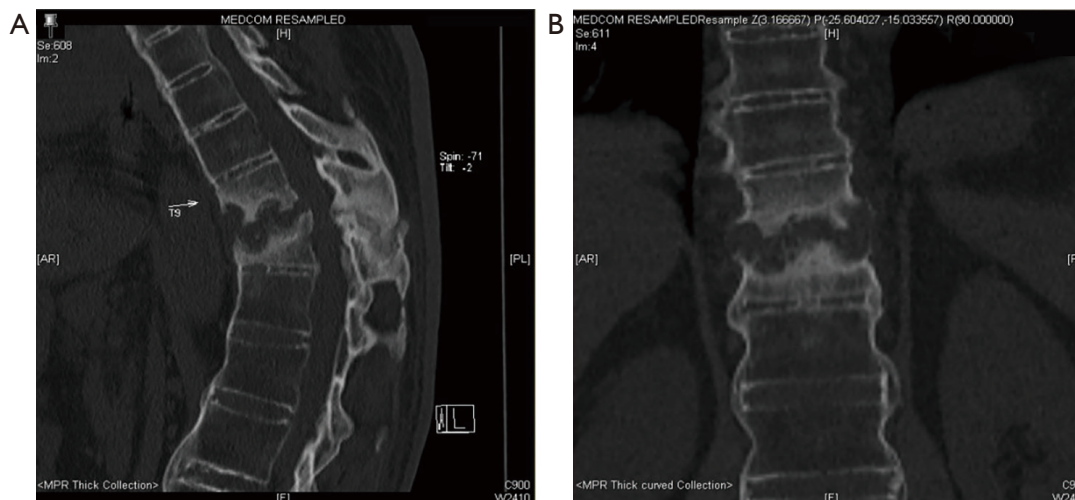 A
MEDCOM RESAMPLED
[H]
Se:608
Im:2
Spin: -71
Tilt: -2
T9
[AR]
[PL]
L
<MPR Thick Collection>
[F]
C900
W2410
B
MEDCOM RESAMPLEDResample Z(3.166667) P(-25.604027,-15.033557) R(90.000000)
Se:611
Im:4
[H]
[AR]
<MPR Thick curved Collection>
[F]